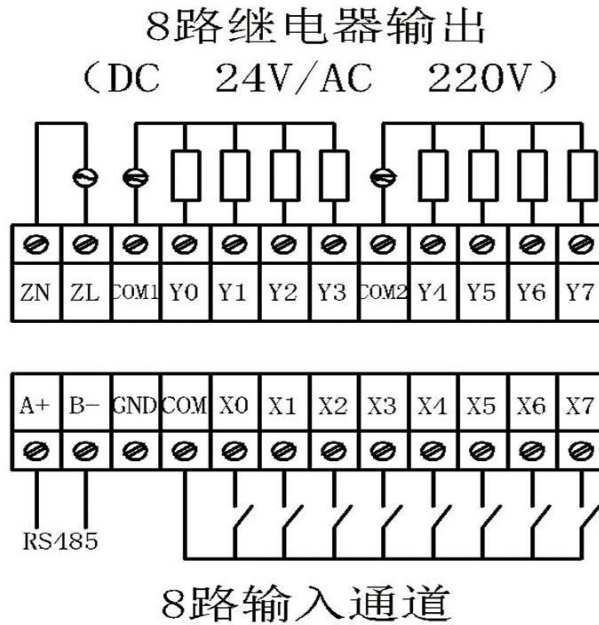 8路继电器输出
（DC 24V/AC 220V）
ZN ZL COM1 Y0 Y1 Y2 Y3 COM2 Y4 Y5 Y6 Y7
A+ B- GND COM X0 X1 X2 X3 X4 X5 X6 X7
RS485
8路输入通道